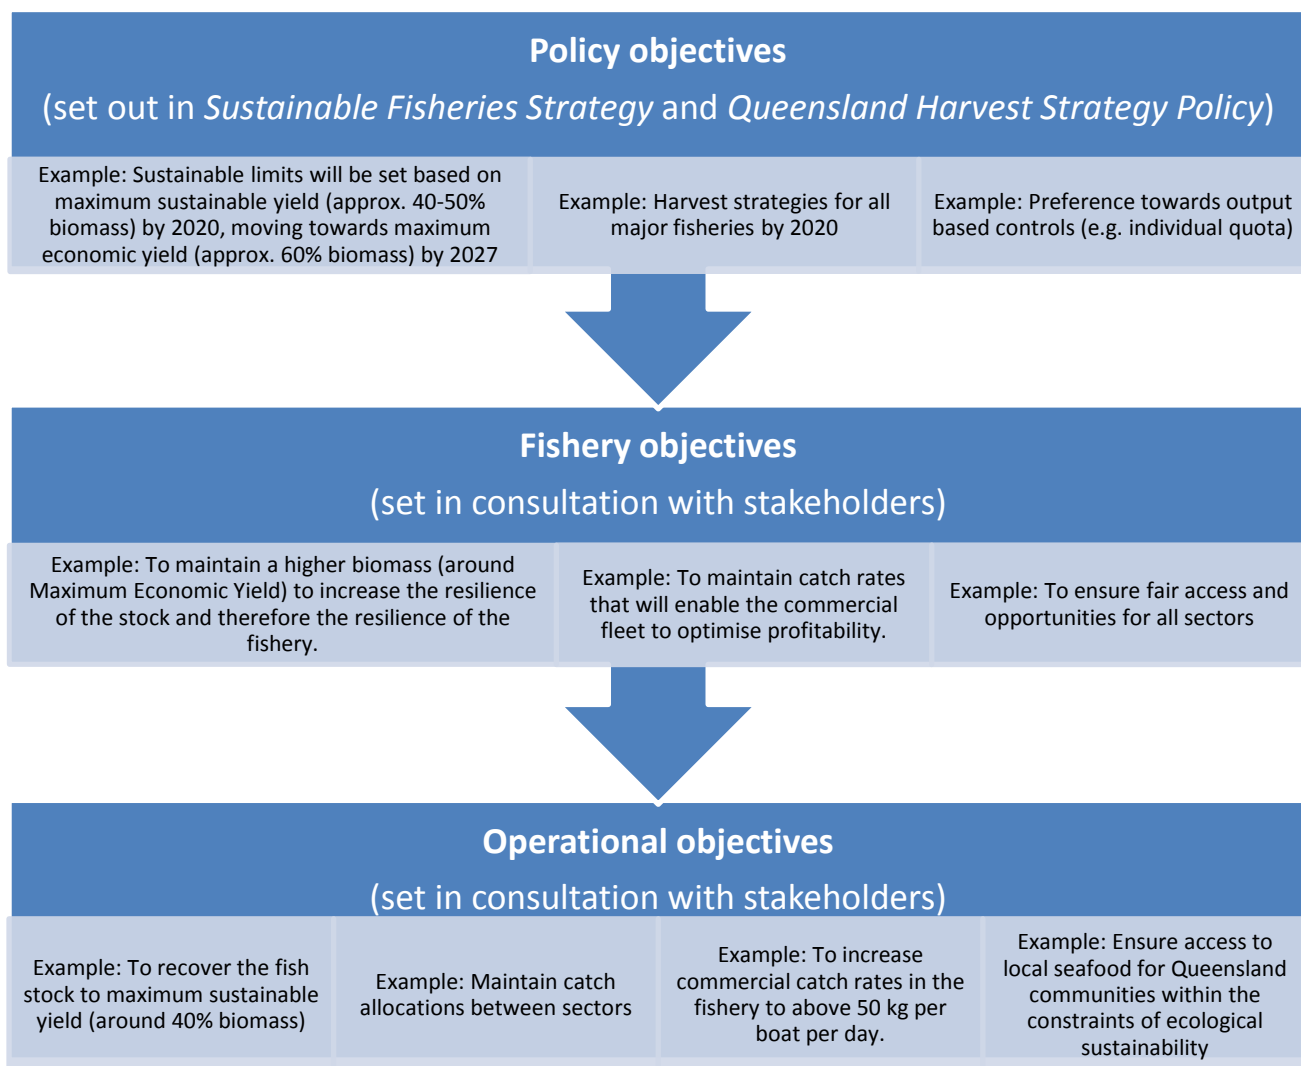 Policy objectives
(set out in Sustainable Fisheries Strategy and Queensland Harvest Strategy Policy)
Example: Sustainable limits will be set based on
maximum sustainable yield (approx. 40-50%
biomass) by 2020, moving towards maximum
economic yield (approx. 60% biomass) by 2027
Example: Harvest strategies for all
major fisheries by 2020
Example: Preference towards output
based controls (e.g. individual quota)
Fishery objectives
(set in consultation with stakeholders)
Example: To maintain a higher biomass (around
Maximum Economic Yield) to increase the resilience
of the stock and therefore the resilience of the
fishery.
Example: To maintain catch rates
that will enable the commercial
fleet to optimise profitability.
Example: To ensure fair access and
opportunities for all sectors
Operational objectives
(set in consultation with stakeholders)
Example: To recover the fish
stock to maximum sustainable
yield (around 40% biomass)
Example: Maintain catch
allocations between sectors
Example: To increase
commercial catch rates in the
fishery to above 50 kg per
boat per day.
Example: Ensure access to
local seafood for Queensland
communities within the
constraints of ecological
sustainability